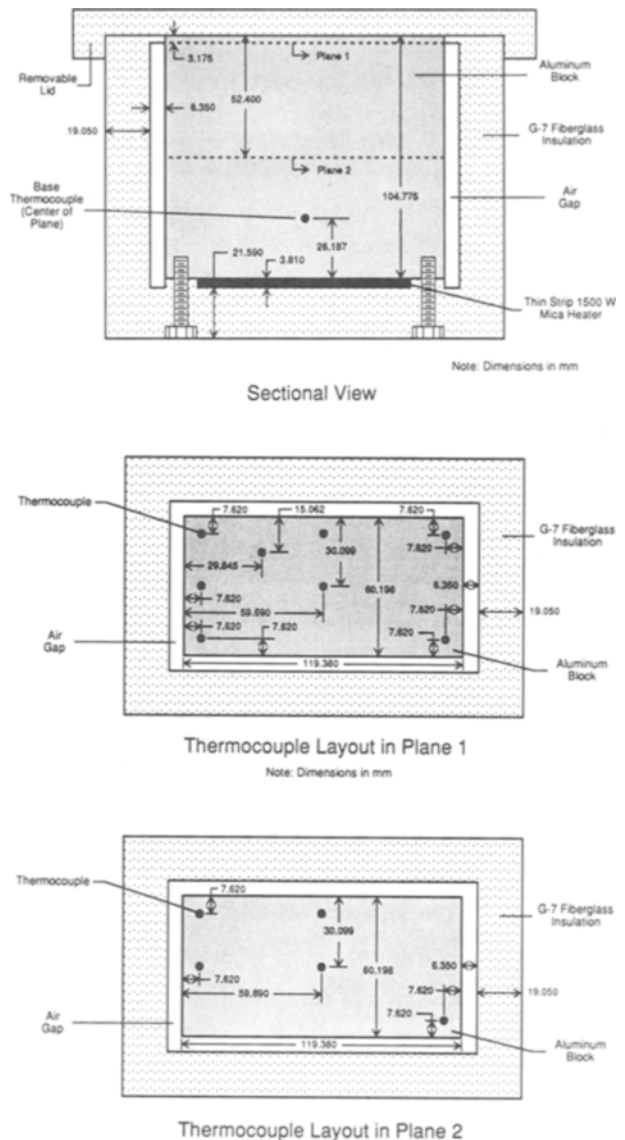 3.175
Plane 1
Aluminum
Block
Removable
Lid
6.350
52.400
19.050
G-7 Fiberglass
Insulation
Plane 2
Base
Thermocouple
(Center of
Plane)
104.775
Air
Gap
26.187
21.590
3.810
Thin Strip 1500 W
Mica Heater
Note: Dimensions in mm
Sectional View
Thermocouple
7.620
15.062
7.620
G-7 Fiberglass
Insulation
30.099
7.620
29.845
60.198
6.350
7.620
59.690
7.620
19.050
7.620
7.620
7.620
Air
Gap
119.380
Aluminum
Block
Thermocouple Layout in Plane 1
Note: Dimensions in mm
Thermocouple
7.620
G-7 Fiberglass
Insulation
30.099
6.350
7.620
60.198
7.620
19.050
59.690
7.620
Air
Gap
119.380
Aluminum
Block
Thermocouple Layout in Plane 2